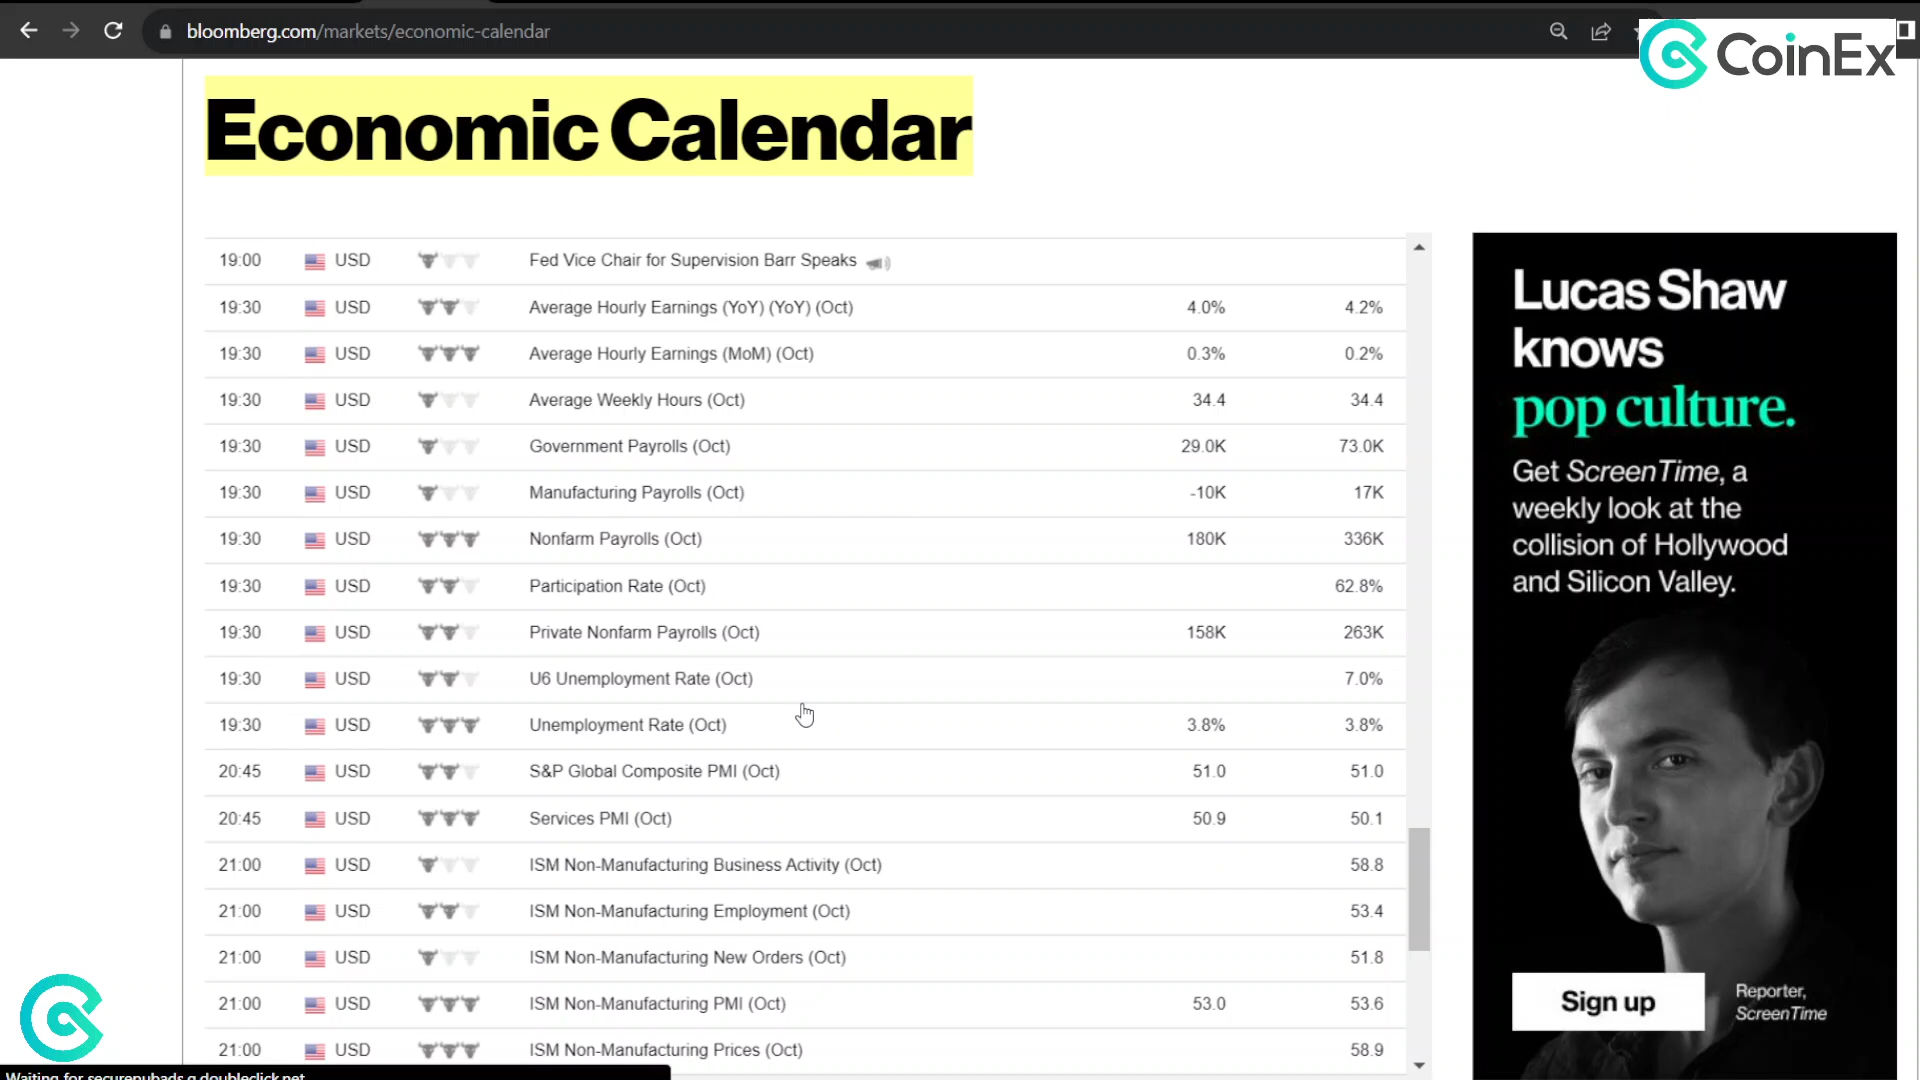 bloomberg.com/markets/economic-calendar
CoinEx
Economic Calendar
19:00 USD Fed Vice Chair for Supervision Barr Speaks
19:30 USD Average Hourly Earnings (YoY) (YoY) (Oct) 4.0% 4.2%
19:30 USD Average Hourly Earnings (MoM) (Oct) 0.3% 0.2%
19:30 USD Average Weekly Hours (Oct) 34.4 34.4
19:30 USD Government Payrolls (Oct) 29.0K 73.0K
19:30 USD Manufacturing Payrolls (Oct) -10K 17K
19:30 USD Nonfarm Payrolls (Oct) 180K 336K
19:30 USD Participation Rate (Oct) 62.8%
19:30 USD Private Nonfarm Payrolls (Oct) 158K 263K
19:30 USD U6 Unemployment Rate (Oct) 7.0%
19:30 USD Unemployment Rate (Oct) 3.8% 3.8%
20:45 USD S&P Global Composite PMI (Oct) 51.0 51.0
20:45 USD Services PMI (Oct) 50.9 50.1
21:00 USD ISM Non-Manufacturing Business Activity (Oct) 58.8
21:00 USD ISM Non-Manufacturing Employment (Oct) 53.4
21:00 USD ISM Non-Manufacturing New Orders (Oct) 51.8
21:00 USD ISM Non-Manufacturing PMI (Oct) 53.0 53.6
21:00 USD ISM Non-Manufacturing Prices (Oct) 58.9
Lucas Shaw
knows
pop culture.
Get ScreenTime, a
weekly look at the
collision of Hollywood
and Silicon Valley.
Sign up
Reporter,
ScreenTime
Waiting for securepubads.g.doubleclick.net